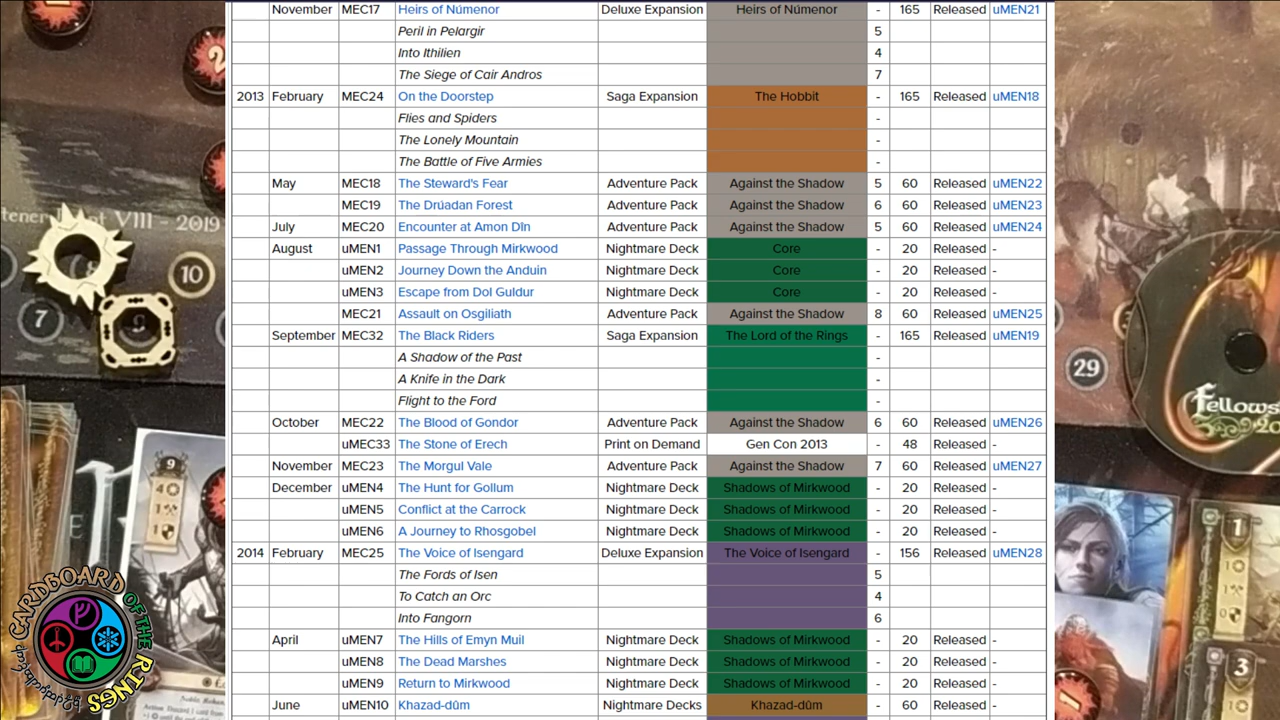 November MEC17 Heirs of Númenor Deluxe Expansion Heirs of Númenor - 165 Released uMEN21
Peril in Pelargir 5
Into Ithilien 4
The Siege of Cair Andros 7
2013 February MEC24 On the Doorstep Saga Expansion The Hobbit - 165 Released uMEN18
Flies and Spiders -
The Lonely Mountain -
The Battle of Five Armies -
May MEC18 The Steward's Fear Adventure Pack Against the Shadow 5 60 Released uMEN22
MEC19 The Drúadan Forest Adventure Pack Against the Shadow 6 60 Released uMEN23
July MEC20 Encounter at Amon Dîn Adventure Pack Against the Shadow 5 60 Released uMEN24
August uMEN1 Passage Through Mirkwood Nightmare Deck Core - 20 Released -
uMEN2 Journey Down the Anduin Nightmare Deck Core - 20 Released -
uMEN3 Escape from Dol Guldur Nightmare Deck Core - 20 Released -
MEC21 Assault on Osgiliath Adventure Pack Against the Shadow 8 60 Released uMEN25
September MEC32 The Black Riders Saga Expansion The Lord of the Rings - 165 Released uMEN19
A Shadow of the Past -
A Knife in the Dark -
Flight to the Ford -
October MEC22 The Blood of Gondor Adventure Pack Against the Shadow 6 60 Released uMEN26
uMEC33 The Stone of Erech Print on Demand Gen Con 2013 - 48 Released -
November MEC23 The Morgul Vale Adventure Pack Against the Shadow 7 60 Released uMEN27
December uMEN4 The Hunt for Gollum Nightmare Deck Shadows of Mirkwood - 20 Released -
uMEN5 Conflict at the Carrock Nightmare Deck Shadows of Mirkwood - 20 Released -
uMEN6 A Journey to Rhosgobel Nightmare Deck Shadows of Mirkwood - 20 Released -
2014 February MEC25 The Voice of Isengard Deluxe Expansion The Voice of Isengard - 156 Released uMEN28
The Fords of Isen 5
To Catch an Orc 4
Into Fangorn 6
April uMEN7 The Hills of Emyn Muil Nightmare Deck Shadows of Mirkwood - 20 Released -
uMEN8 The Dead Marshes Nightmare Deck Shadows of Mirkwood - 20 Released -
uMEN9 Return to Mirkwood Nightmare Deck Shadows of Mirkwood - 20 Released -
June uMEN10 Khazad-dûm Nightmare Decks Khazad-dûm - 60 Released -
VIII - 2019
10
7
9
4
1
1
29
Fellows
1
10
1
0
3
CARDBOARD OF THE RINGS